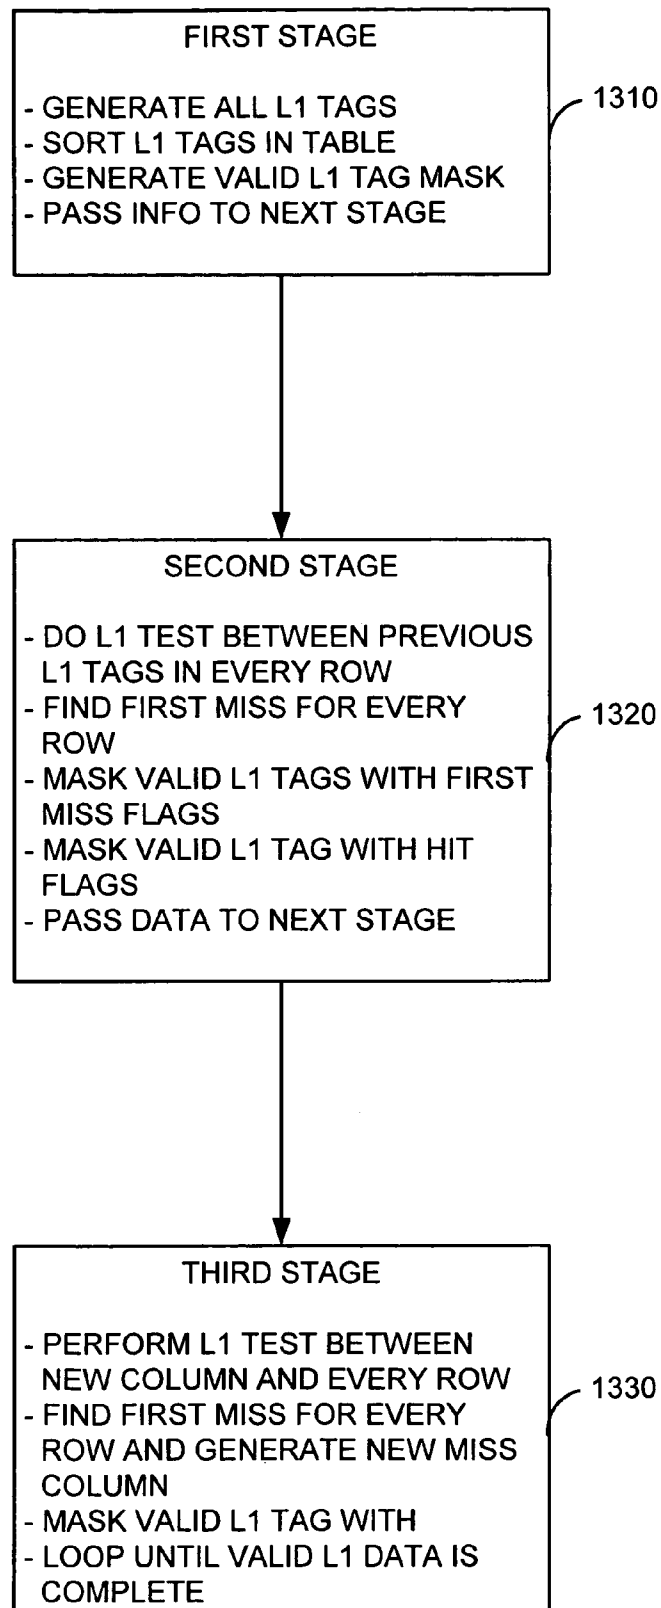 FIRST STAGE
- GENERATE ALL L1 TAGS
- SORT L1 TAGS IN TABLE
- GENERATE VALID L1 TAG MASK
- PASS INFO TO NEXT STAGE
1310
SECOND STAGE
- DO L1 TEST BETWEEN PREVIOUS
L1 TAGS IN EVERY ROW
- FIND FIRST MISS FOR EVERY
ROW
- MASK VALID L1 TAGS WITH FIRST
MISS FLAGS
- MASK VALID L1 TAG WITH HIT
FLAGS
- PASS DATA TO NEXT STAGE
1320
THIRD STAGE
- PERFORM L1 TEST BETWEEN
NEW COLUMN AND EVERY ROW
- FIND FIRST MISS FOR EVERY
ROW AND GENERATE NEW MISS
COLUMN
- MASK VALID L1 TAG WITH
- LOOP UNTIL VALID L1 DATA IS
COMPLETE
1330